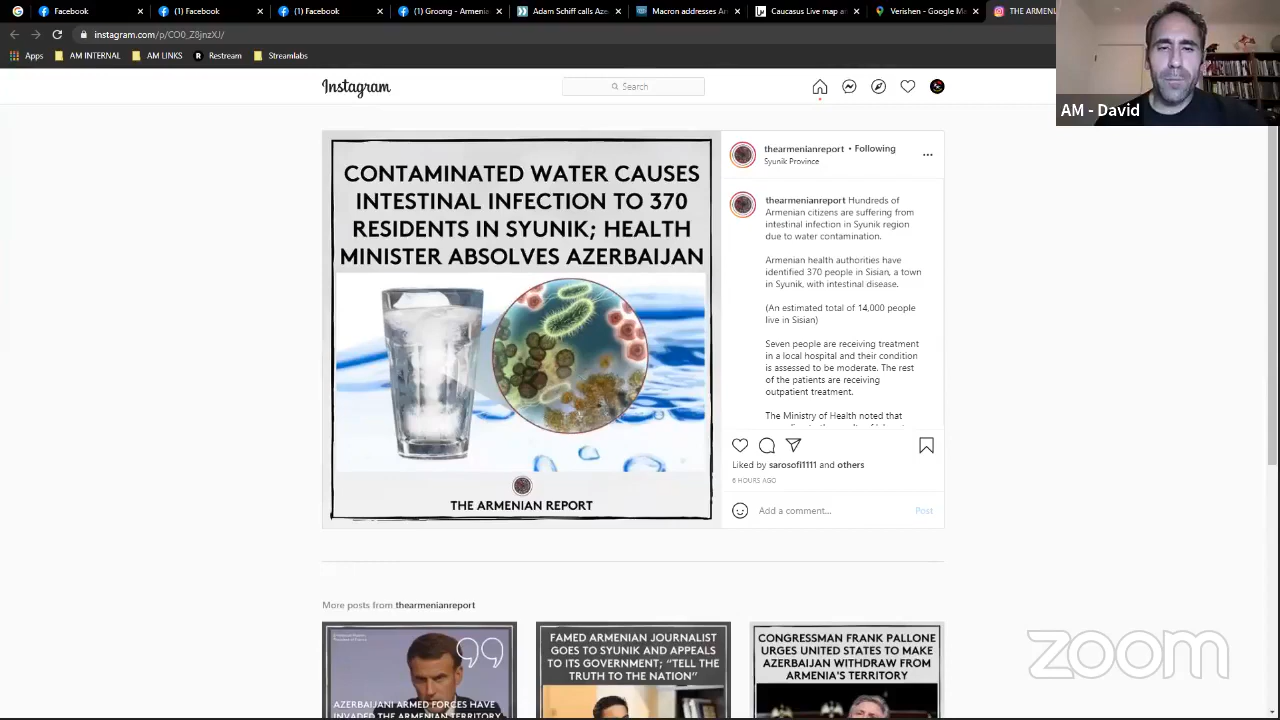 Facebook
(1) Facebook
(1) Facebook
(1) Groong - Armenia
Adam Schiff calls Aze
Macron addresses Ar
Caucasus Live map a
Verishen - Google M
THE ARMENI
instagram.com/p/CO0_Z8jnzXJ/
Apps
AM INTERNAL
AM LINKS
Restream
Streamlabs
AM - David
Instagram
Search
CONTAMINATED WATER CAUSES
INTESTINAL INFECTION TO 370
RESIDENTS IN SYUNIK; HEALTH
MINISTER ABSOLVES AZERBAIJAN
THE ARMENIAN REPORT
thearmenianreport • Following
Syunik Province
thearmenianreport Hundreds of
Armenian citizens are suffering from
intestinal infection in Syunik region
due to water contamination.
Armenian health authorities have
identified 370 people in Sisian, a town
in Syunik, with intestinal disease.
(An estimated total of 14,000 people
live in Sisian)
Seven people are receiving treatment
in a local hospital and their condition
is assessed to be moderate. The rest
of the patients are receiving
outpatient treatment.
The Ministry of Health noted that
Liked by sarosofi1111 and others
6 HOURS AGO
Add a comment...
Post
More posts from thearmenianreport
AZERBAIJANI ARMED FORCES HAVE
INVADED THE ARMENIAN TERRITORY
FAMED ARMENIAN JOURNALIST
GOES TO SYUNIK AND APPEALS
TO ITS GOVERNMENT; “TELL THE
TRUTH TO THE NATION”
CONGRESSMAN FRANK PALLONE
URGES UNITED STATES TO MAKE
AZERBAIJAN WITHDRAW FROM
ARMENIA'S TERRITORY
zoom